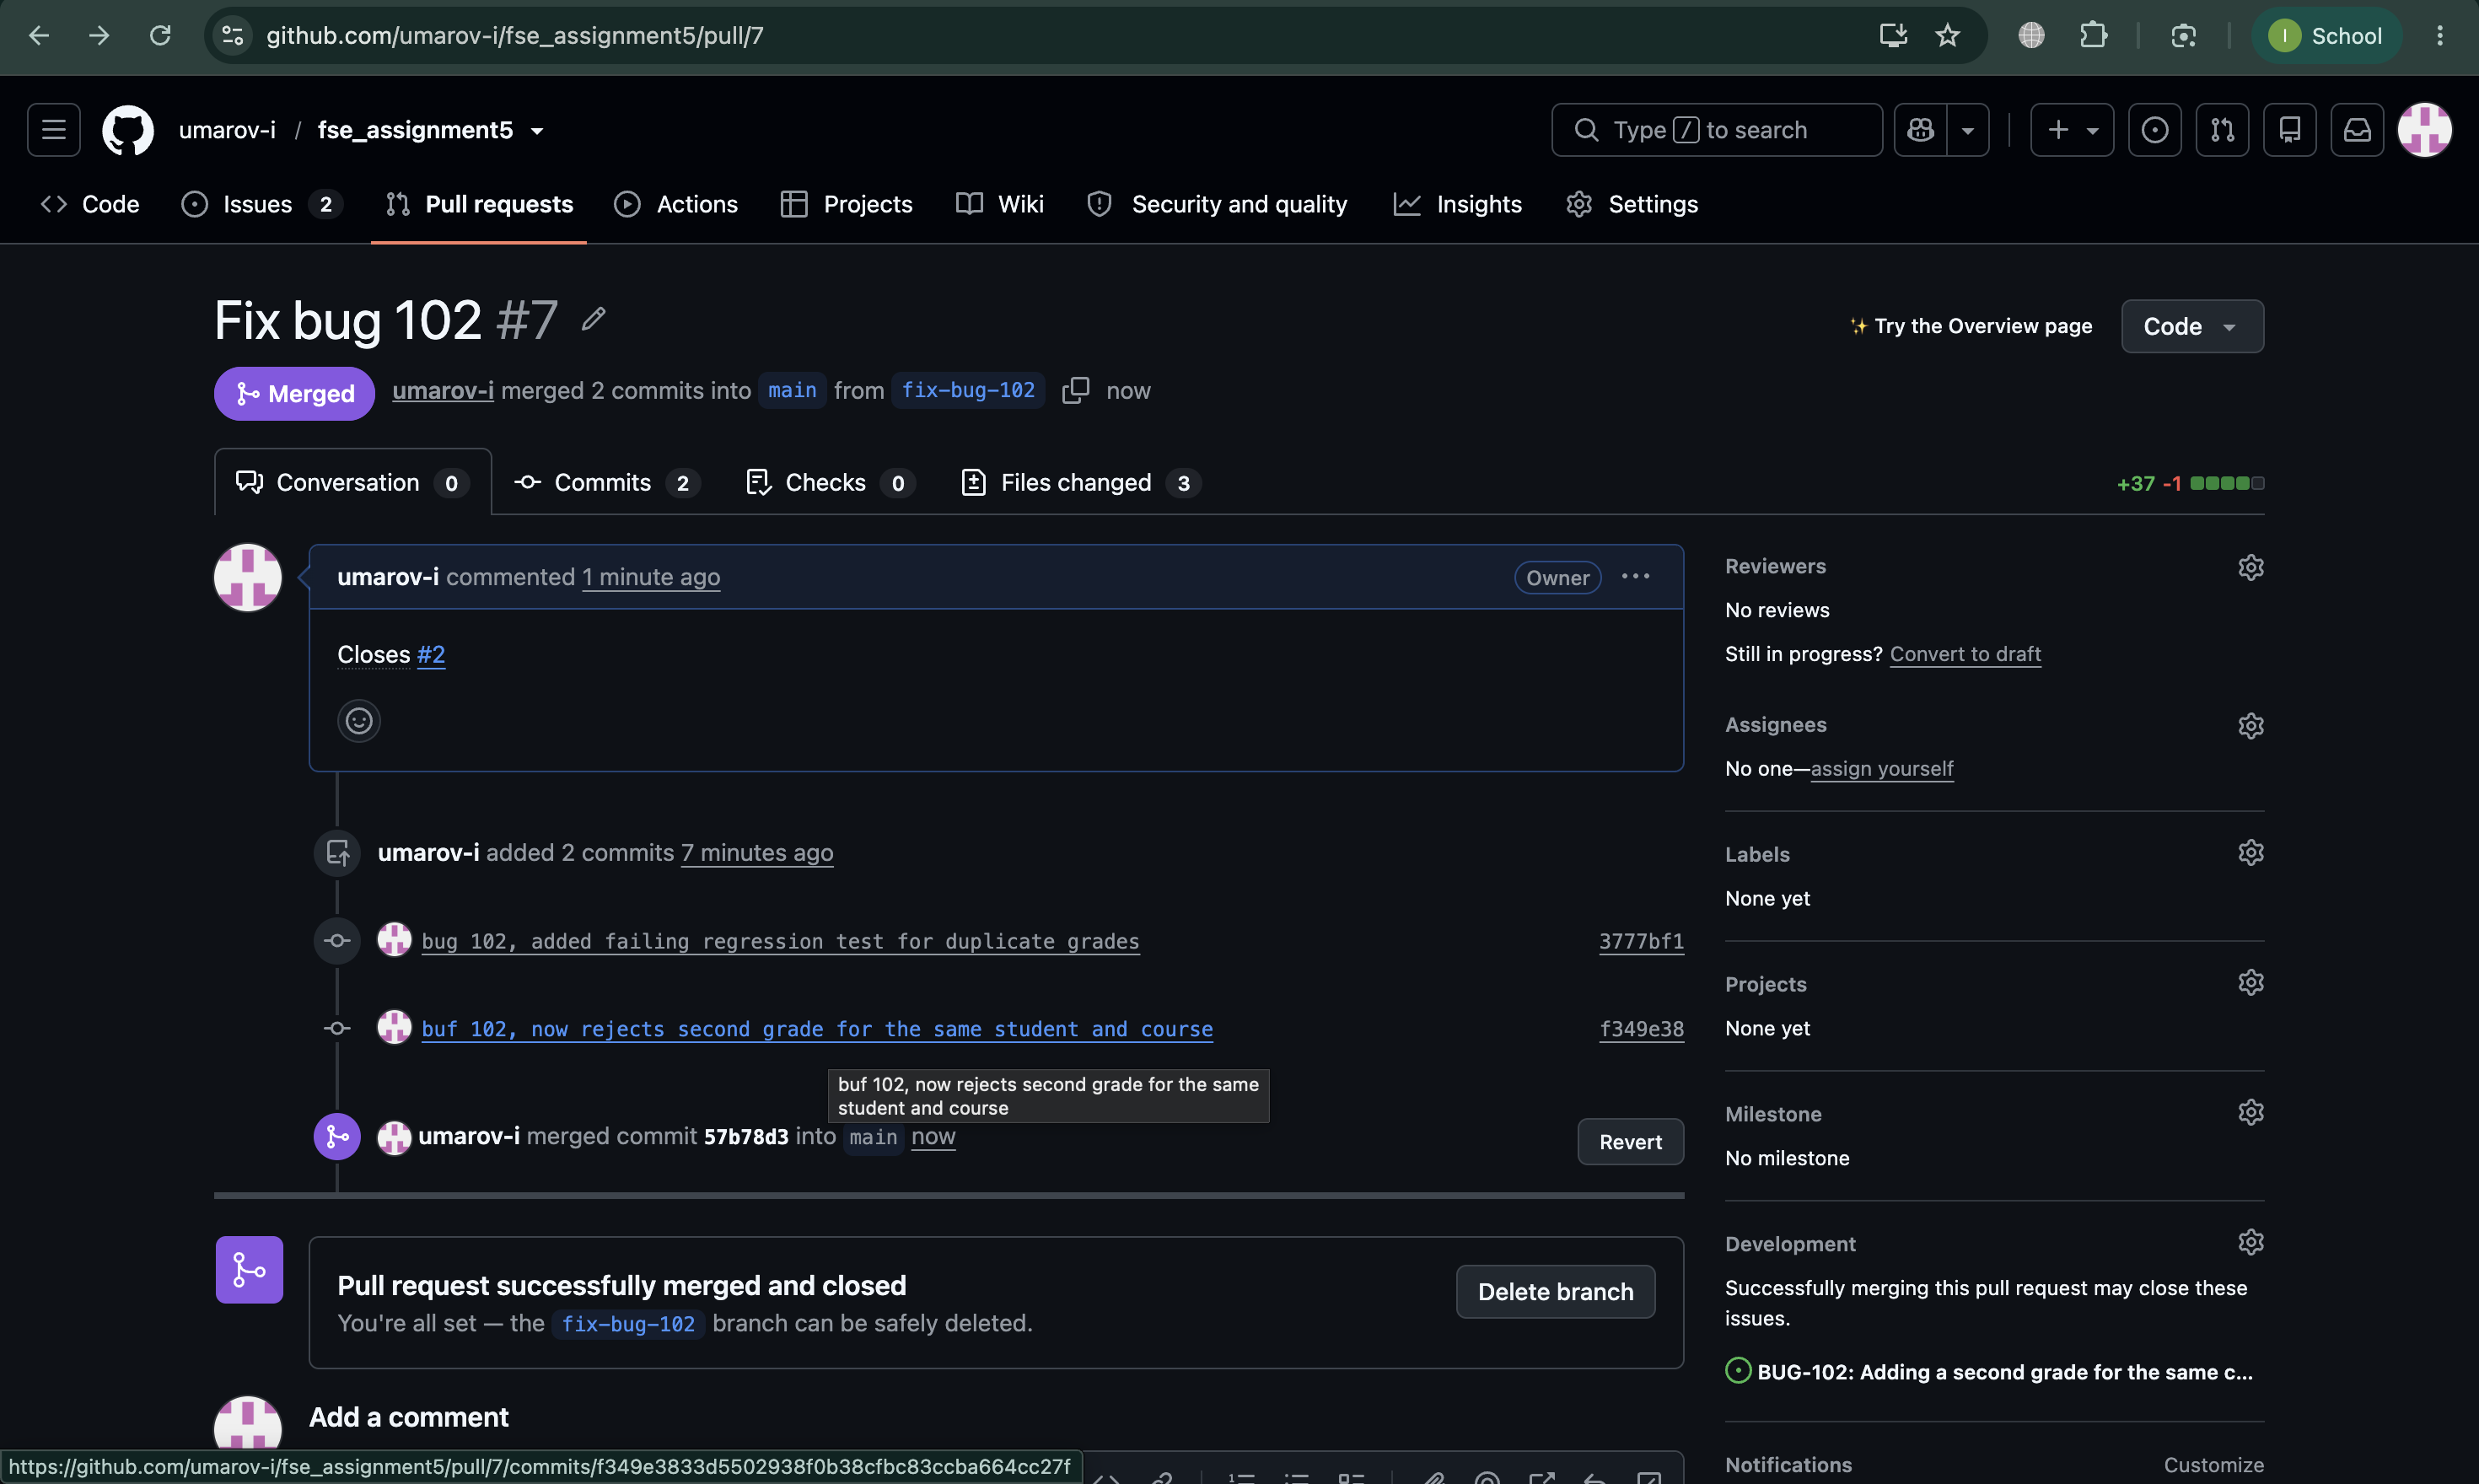 github.com/umarov-i/fse_assignment5/pull/7
I School
umarov-i / fse_assignment5
Type / to search
Code
Issues 2
Pull requests
Actions
Projects
Wiki
Security and quality
Insights
Settings
Fix bug 102 #7
Try the Overview page
Code
Merged
umarov-i merged 2 commits into main from fix-bug-102 now
Conversation 0
Commits 2
Checks 0
Files changed 3
+37 -1
umarov-i commented 1 minute ago
Owner
Closes #2
umarov-i added 2 commits 7 minutes ago
bug 102, added failing regression test for duplicate grades
3777bf1
buf 102, now rejects second grade for the same student and course
f349e38
buf 102, now rejects second grade for the same
student and course
umarov-i merged commit 57b78d3 into main now
Revert
Pull request successfully merged and closed
You're all set — the fix-bug-102 branch can be safely deleted.
Delete branch
Add a comment
Reviewers
No reviews
Still in progress? Convert to draft
Assignees
No one—assign yourself
Labels
None yet
Projects
None yet
Milestone
No milestone
Development
Successfully merging this pull request may close these
issues.
BUG-102: Adding a second grade for the same c...
Notifications
Customize
https://github.com/umarov-i/fse_assignment5/pull/7/commits/f349e3833d5502938f0b38cfbc83ccba664cc27f